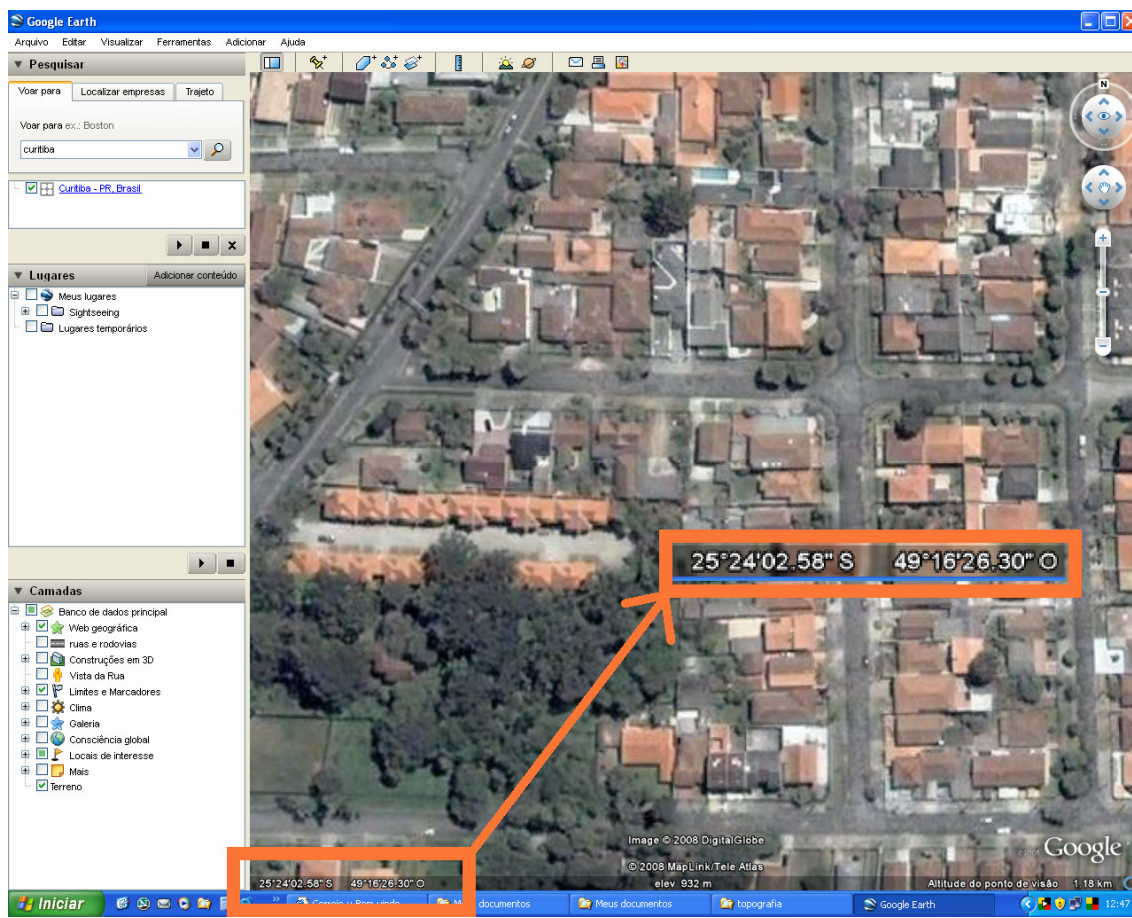 Google Earth
Arquivo Editar Visualizar Ferramentas Adicionar Ajuda
Pesquisar
Voar para Localizar empresas Trajeto
Voar para ex.: Boston
curitiba
Curitiba - PR, Brasil
Lugares Adicionar conteúdo
Meus lugares
Sightseeing
Lugares temporários
Camadas
Banco de dados principal
Web geográfica
ruas e rodovias
Construções em 3D
Vista da Rua
Limites e Marcadores
Clima
Galeria
Consciência global
Locais de interesse
Mais
Terreno
N
25°24'02.58" S 49°16'26.30" O
Image © 2008 DigitalGlobe
© 2008 MapLink/Tele Atlas
Google
25°24'02.58" S 49°16'26.30" O elev 932 m Altitude do ponto de visão 1.18 km
Iniciar documentos Meus documentos topografia Google Earth 12:47